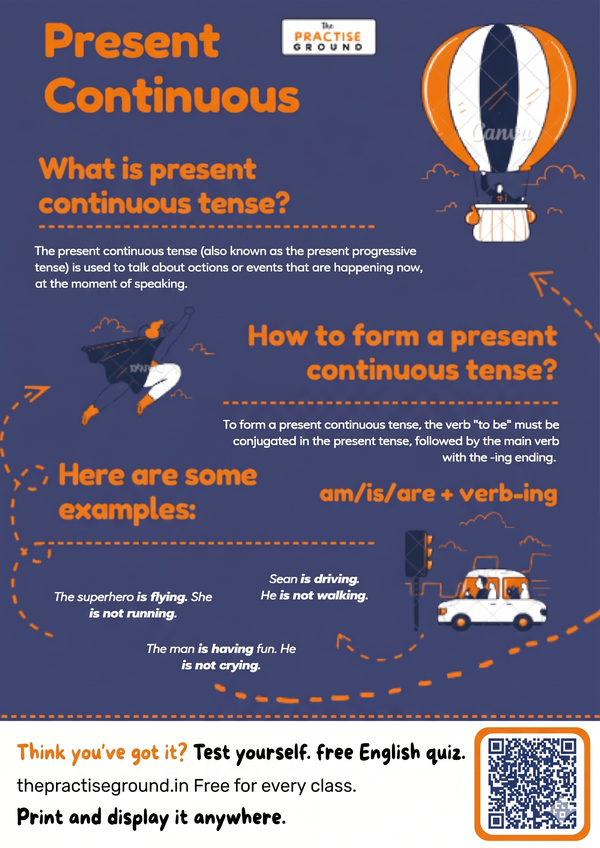 Present
Continuous
The
PRACTISE
GROUND
What is present
continuous tense?
The present continuous tense (also known as the present progressive
tense) is used to talk about octions or events that are happening now,
at the moment of speaking.
How to form a present
continuous tense?
To form a present continuous tense, the verb "to be" must be
conjugated in the present tense, followed by the main verb
with the -ing ending.
am/is/are + verb-ing
Here are some
examples:
The superhero is flying. She
is not running.
Sean is driving.
He is not walking.
The man is having fun. He
is not crying.
Canva
Think you've got it? Test yourself. free English quiz.
thepractiseground.in Free for every class.
Print and display it anywhere.